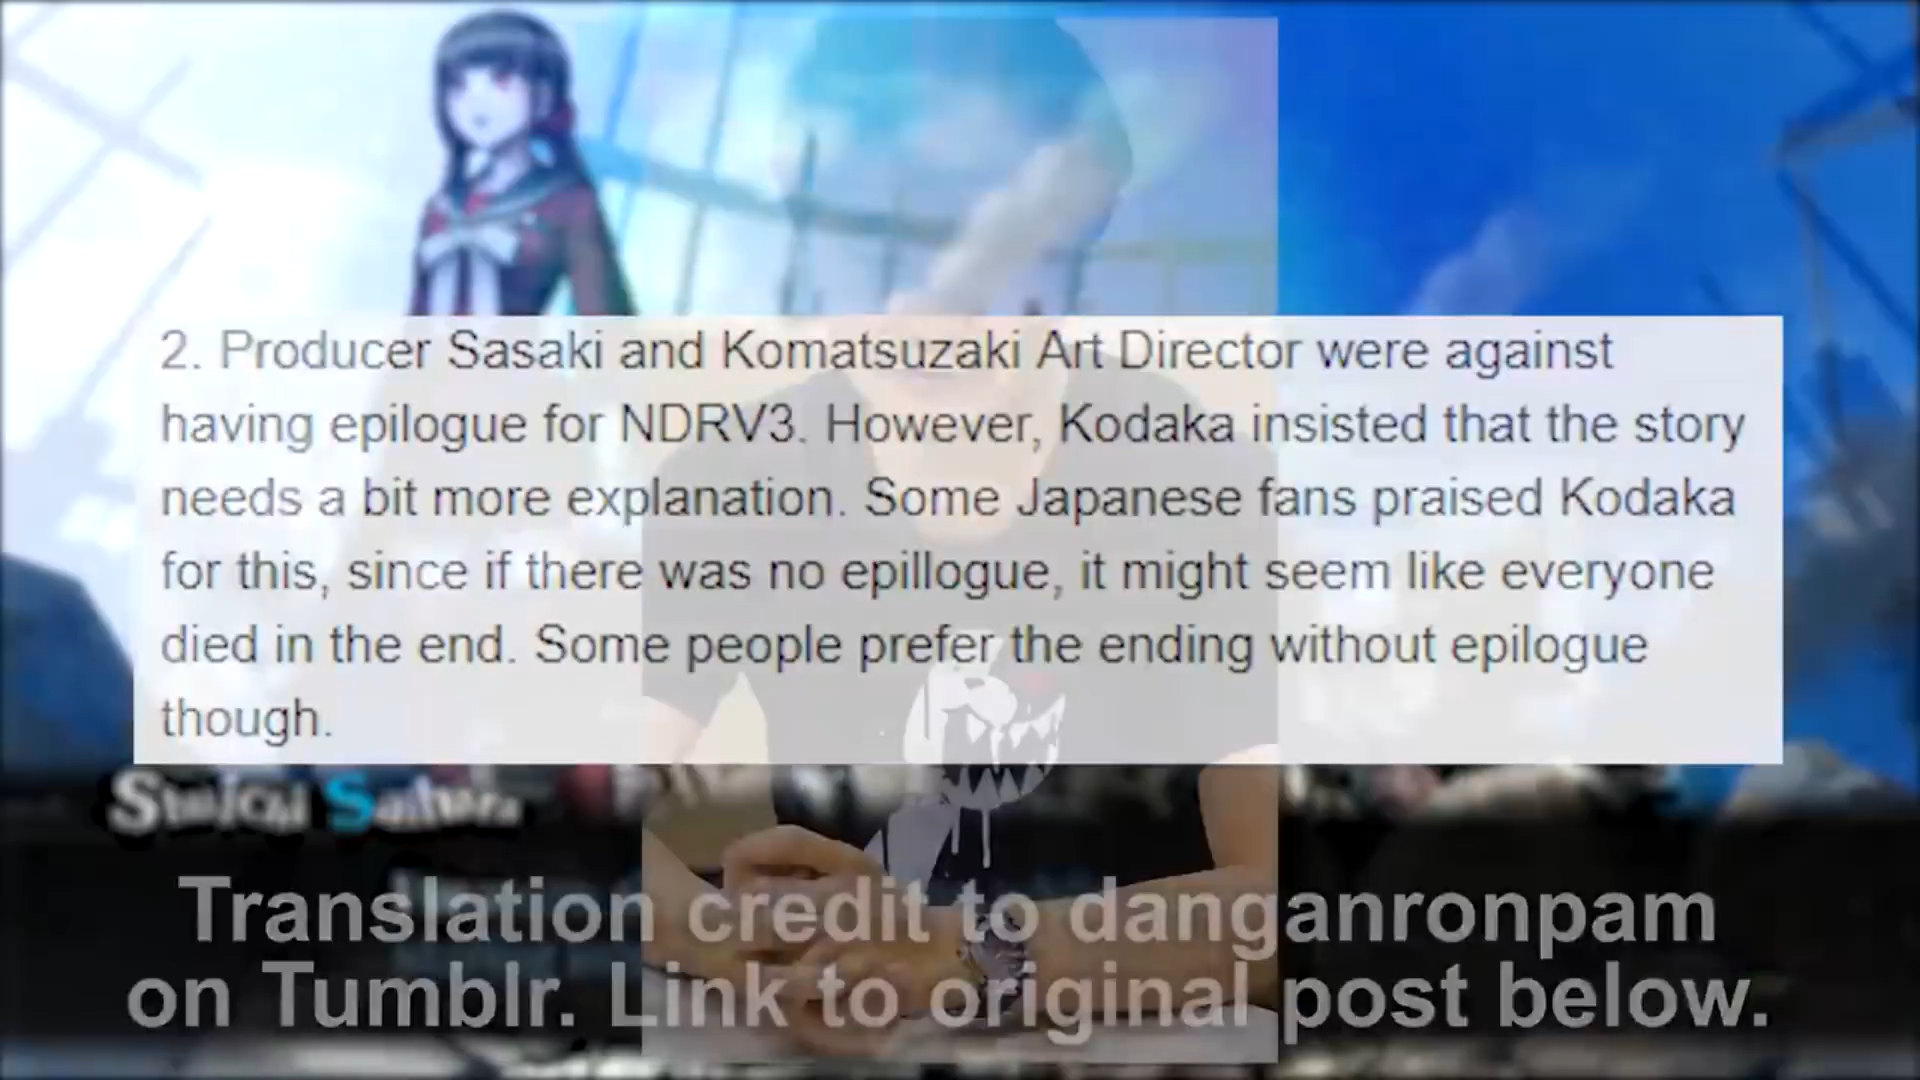 2. Producer Sasaki and Komatsuzaki Art Director were against
having epilogue for NDRV3. However, Kodaka insisted that the story
needs a bit more explanation. Some Japanese fans praised Kodaka
for this, since if there was no epillogue, it might seem like everyone
died in the end. Some people prefer the ending without epilogue
though.
Translation credit to danganronpam
on Tumblr. Link to original post below.